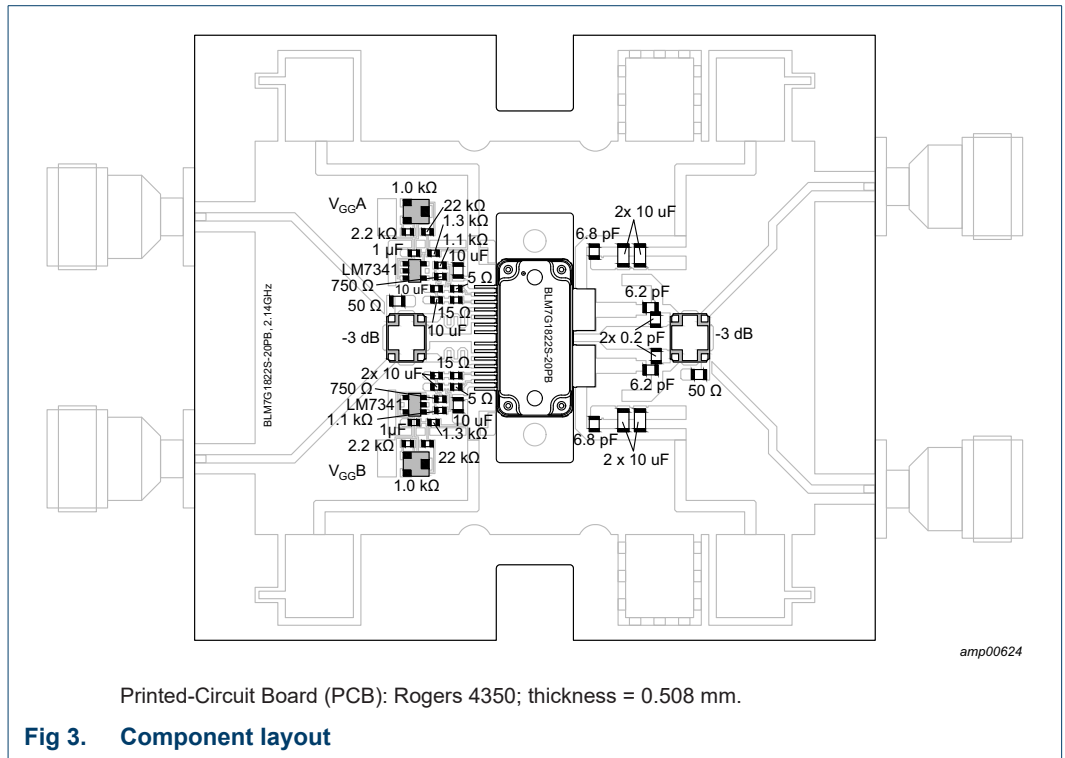 1.0 kΩ
VGGA
22 kΩ
2.2 kΩ
1.3 kΩ
1 µF
1.1 kΩ
10 uF
LM7341
750 Ω
5 Ω
10 uF
50 Ω
15 Ω
10 uF
-3 dB
15 Ω
2x 10 uF
750 Ω
5 Ω
LM7341
1.1 kΩ
10 uF
1µF
1.3 kΩ
2.2 kΩ
22 kΩ
VGGB
1.0 kΩ
BLM7G1822S-20PB, 2.14GHz
BLM7G1822S-20PB
6.8 pF
2x 10 uF
6.2 pF
2x 0.2 pF
-3 dB
6.2 pF
50 Ω
6.8 pF
2 x 10 uF
amp00624
Printed-Circuit Board (PCB): Rogers 4350; thickness = 0.508 mm.
Fig 3. Component layout